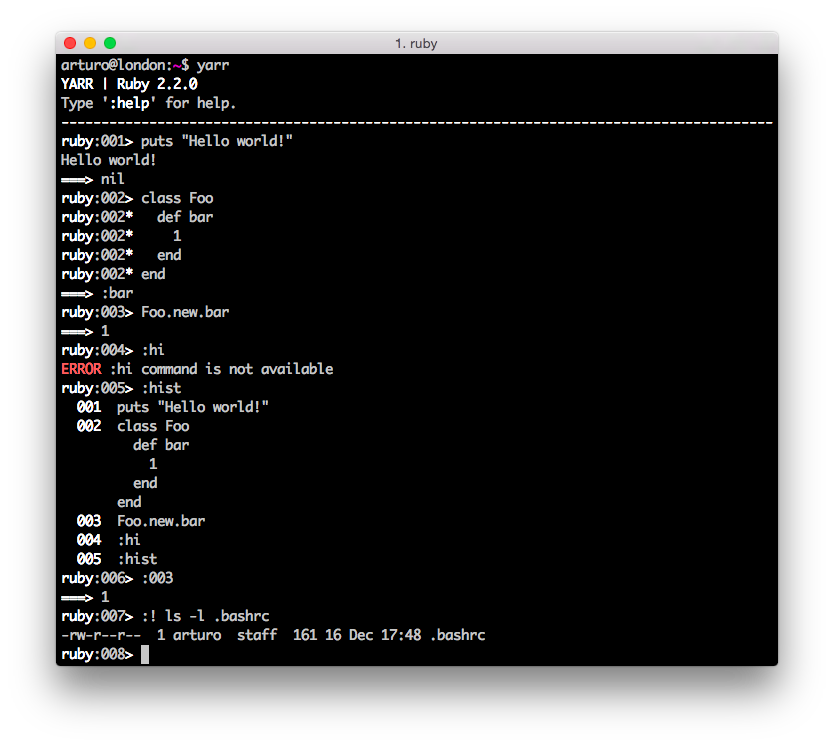 1. ruby
arturo@london:~$ yarr
YARR | Ruby 2.2.0
Type ':help' for help.
-----------------------------------------------------------------------------------------
ruby:001> puts "Hello world!"
Hello world!
===> nil
ruby:002> class Foo
ruby:002*   def bar
ruby:002*     1
ruby:002*   end
ruby:002* end
===> :bar
ruby:003> Foo.new.bar
===> 1
ruby:004> :hi
ERROR :hi command is not available
ruby:005> :hist
  001  puts "Hello world!"
  002  class Foo
         def bar
           1
         end
       end
  003  Foo.new.bar
  004  :hi
  005  :hist
ruby:006> :003
===> 1
ruby:007> :! ls -l .bashrc
-rw-r--r--  1 arturo  staff  161 16 Dec 17:48 .bashrc
ruby:008>